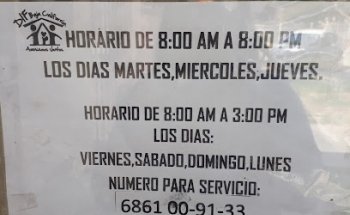 DIF Baja California
HORARIO DE 8:00 AM A 8:00 PM
LOS DIAS MARTES,MIERCOLES,JUEVES.
HORARIO DE 8:00 AM A 3:00 PM
LOS DIAS:
VIERNES,SABADO,DOMINGO,LUNES
NUMERO PARA SERVICIO:
6861 00-91-33